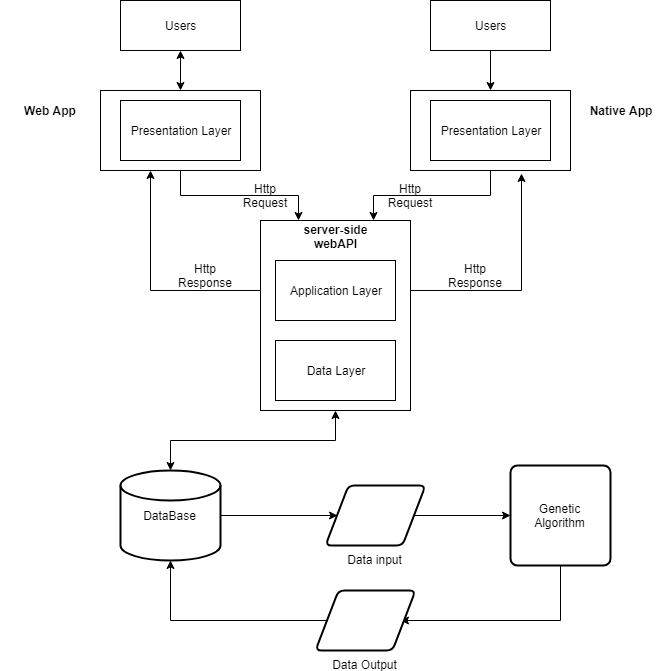 Users
Users
Web App
Presentation Layer
Presentation Layer
Native App
Http
Request
Http
Request
server-side
webAPI
Http
Response
Application Layer
Http
Response
Data Layer
DataBase
Genetic
Algorithm
Data input
Data Output